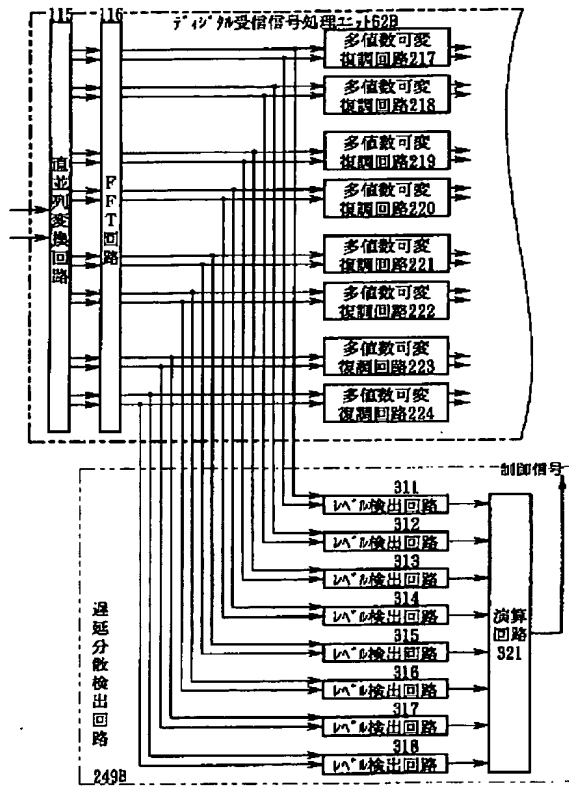 115
116
ディジタル受信信号処理ユニット62B
直並列変換回路
FFT回路
多値数可変
復調回路217
多値数可変
復調回路218
多値数可変
復調回路219
多値数可変
復調回路220
多値数可変
復調回路221
多値数可変
復調回路222
多値数可変
復調回路223
多値数可変
復調回路224
制御信号
311
レベル検出回路
312
レベル検出回路
313
レベル検出回路
314
レベル検出回路
315
レベル検出回路
316
レベル検出回路
317
レベル検出回路
318
レベル検出回路
演算
回路
321
遅延分散検出回路
249B